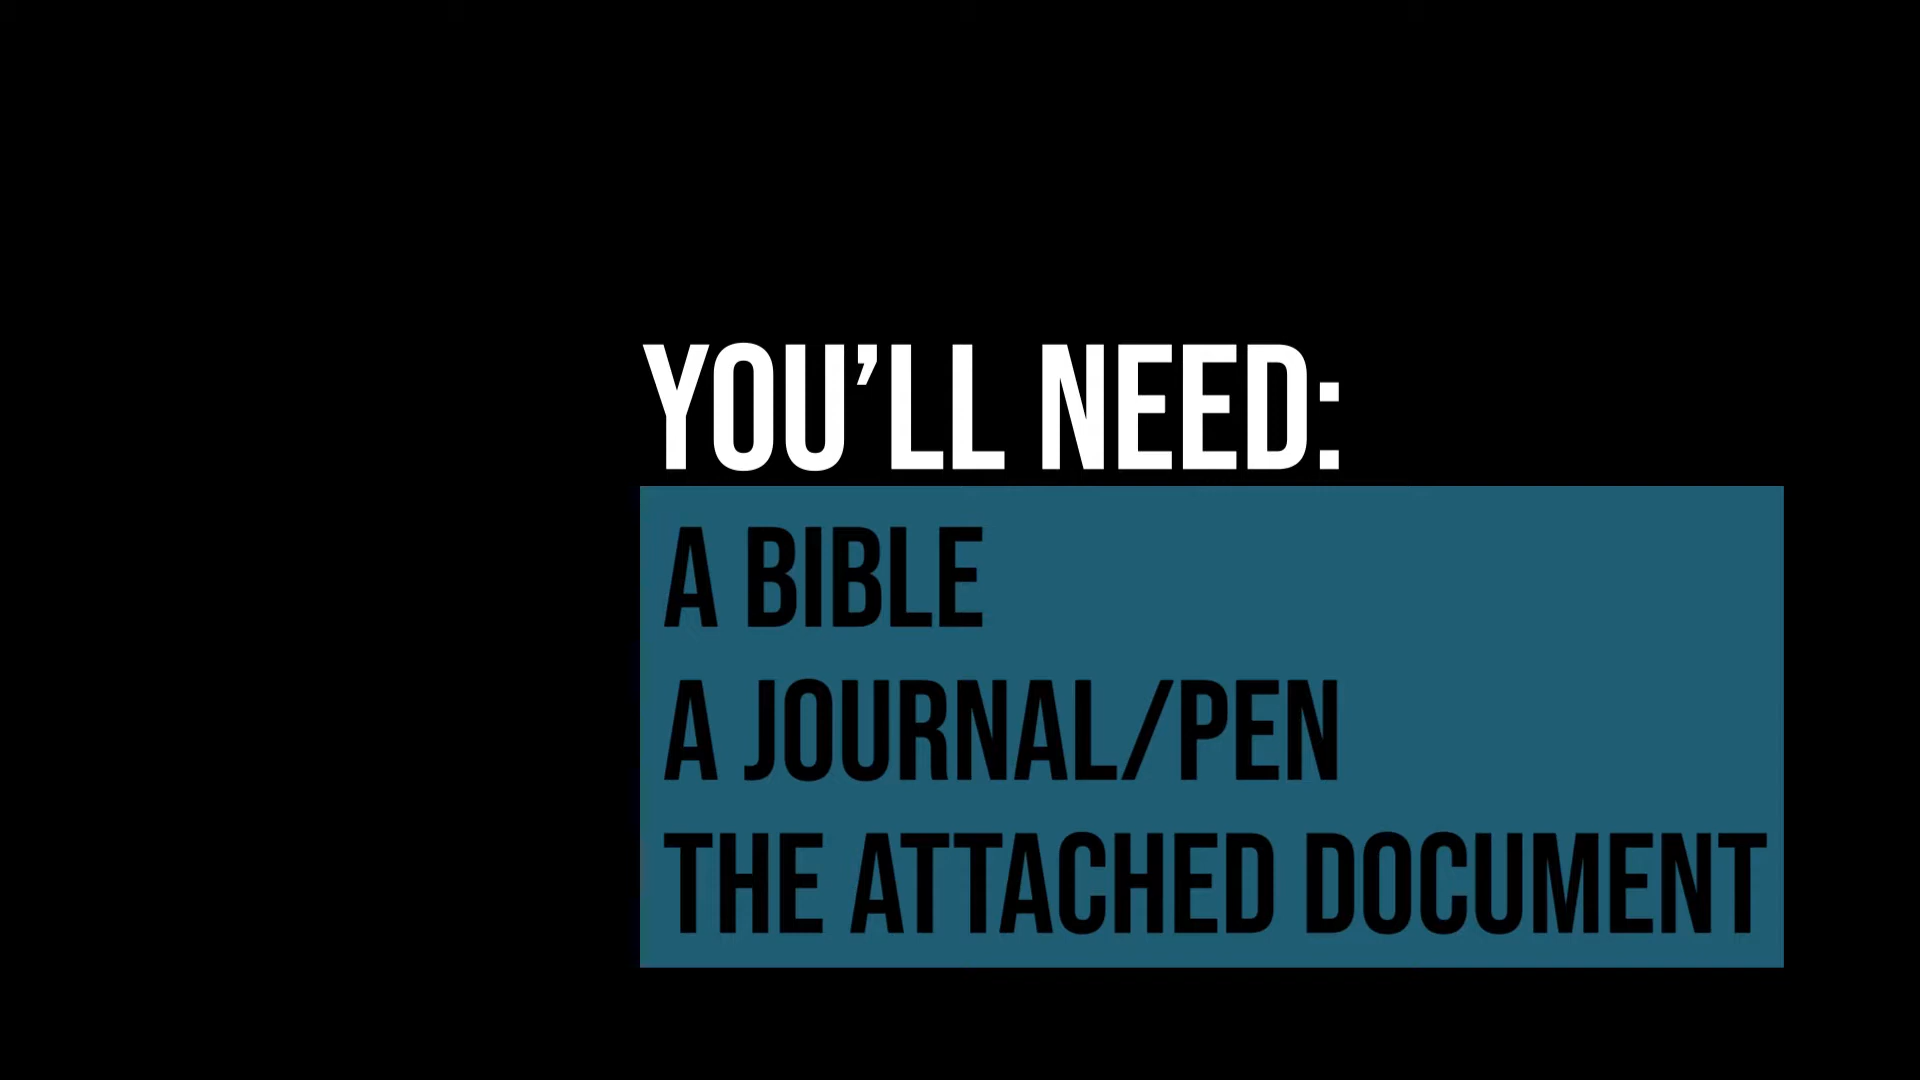 YOU’LL NEED:
A BIBLE
A JOURNAL/PEN
THE ATTACHED DOCUMENT